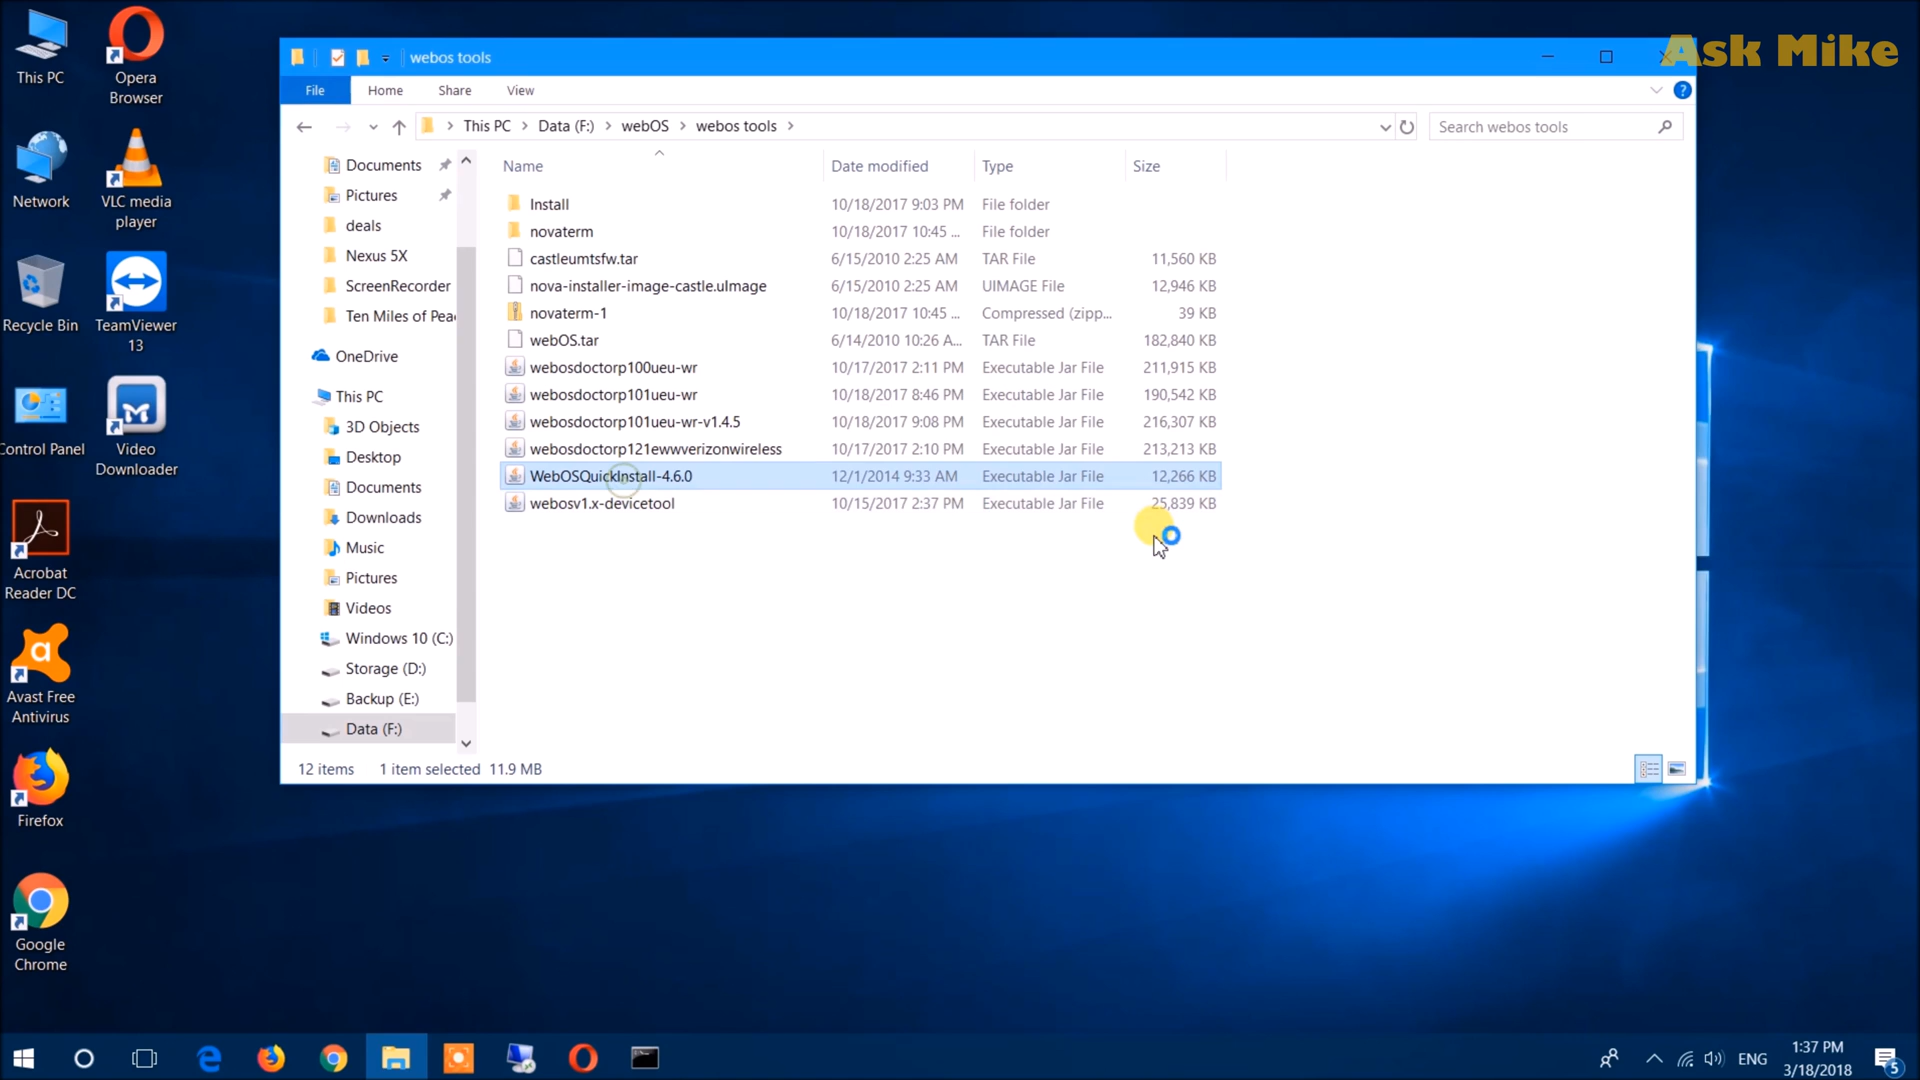 This PC
Opera
Browser
Network
VLC media
player
Recycle Bin
TeamViewer
13
Control Panel
Video
Downloader
Acrobat
Reader DC
Avast Free
Antivirus
Firefox
Google
Chrome
Ask Mike
webos tools
File Home Share View
This PC > Data (F:) > webOS > webos tools >
Search webos tools
Documents
Pictures
deals
Nexus 5X
ScreenRecorder
Ten Miles of Pea
OneDrive
This PC
3D Objects
Desktop
Documents
Downloads
Music
Pictures
Videos
Windows 10 (C:)
Storage (D:)
Backup (E:)
Data (F:)
Name Date modified Type Size
Install 10/18/2017 9:03 PM File folder
novaterm 10/18/2017 10:45 ... File folder
castleumtsfw.tar 6/15/2010 2:25 AM TAR File 11,560 KB
nova-installer-image-castle.uImage 6/15/2010 2:25 AM UIMAGE File 12,946 KB
novaterm-1 10/18/2017 10:45 ... Compressed (zipp... 39 KB
webOS.tar 6/14/2010 10:26 A... TAR File 182,840 KB
webosdoctorp100ueu-wr 10/17/2017 2:11 PM Executable Jar File 211,915 KB
webosdoctorp101ueu-wr 10/18/2017 8:46 PM Executable Jar File 190,542 KB
webosdoctorp101ueu-wr-v1.4.5 10/18/2017 9:08 PM Executable Jar File 216,307 KB
webosdoctorp121ewwverizonwireless 10/17/2017 2:10 PM Executable Jar File 213,213 KB
WebOSQuickInstall-4.6.0 12/1/2014 9:33 AM Executable Jar File 12,266 KB
webosv1.x-devicetool 10/15/2017 2:37 PM Executable Jar File 25,839 KB
12 items 1 item selected 11.9 MB
ENG
1:37 PM
3/18/2018
5